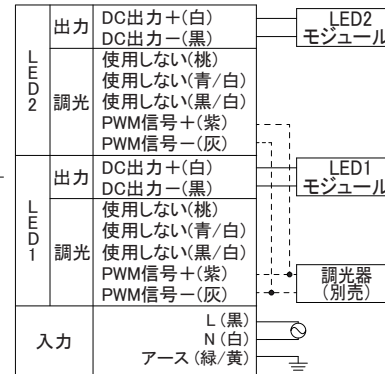 LED2
出力
DC出力＋(白)
DC出力－(黒)
調光
使用しない(桃)
使用しない(青/白)
使用しない(黒/白)
PWM信号＋(紫)
PWM信号－(灰)
LED2
モジュール
LED1
出力
DC出力＋(白)
DC出力－(黒)
調光
使用しない(桃)
使用しない(青/白)
使用しない(黒/白)
PWM信号＋(紫)
PWM信号－(灰)
LED1
モジュール
調光器
(別売)
入力
L (黒)
N (白)
アース (緑/黄)